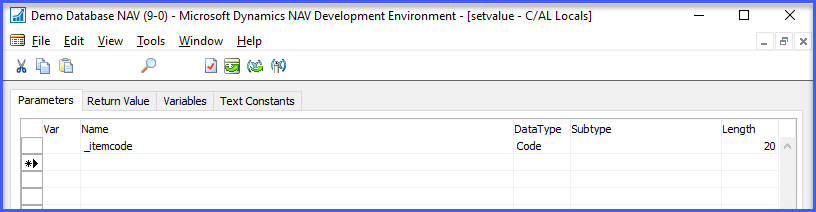 Demo Database NAV (9-0) - Microsoft Dynamics NAV Development Environment - [setvalue - C/AL Locals]
File Edit View Tools Window Help
Parameters Return Value Variables Text Constants
Var Name DataType Subtype Length
_itemcode Code 20